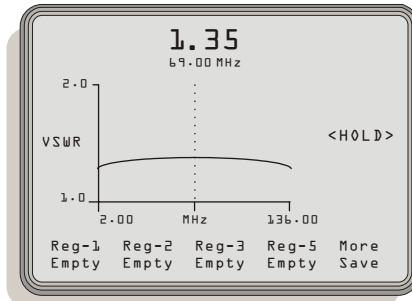 1.35
69.00 MHz
2.0
VSWR
<HOLD>
1.0
2.00 MHz 136.00
Reg-1 Reg-2 Reg-3 Reg-5 More
Empty Empty Empty Empty Save